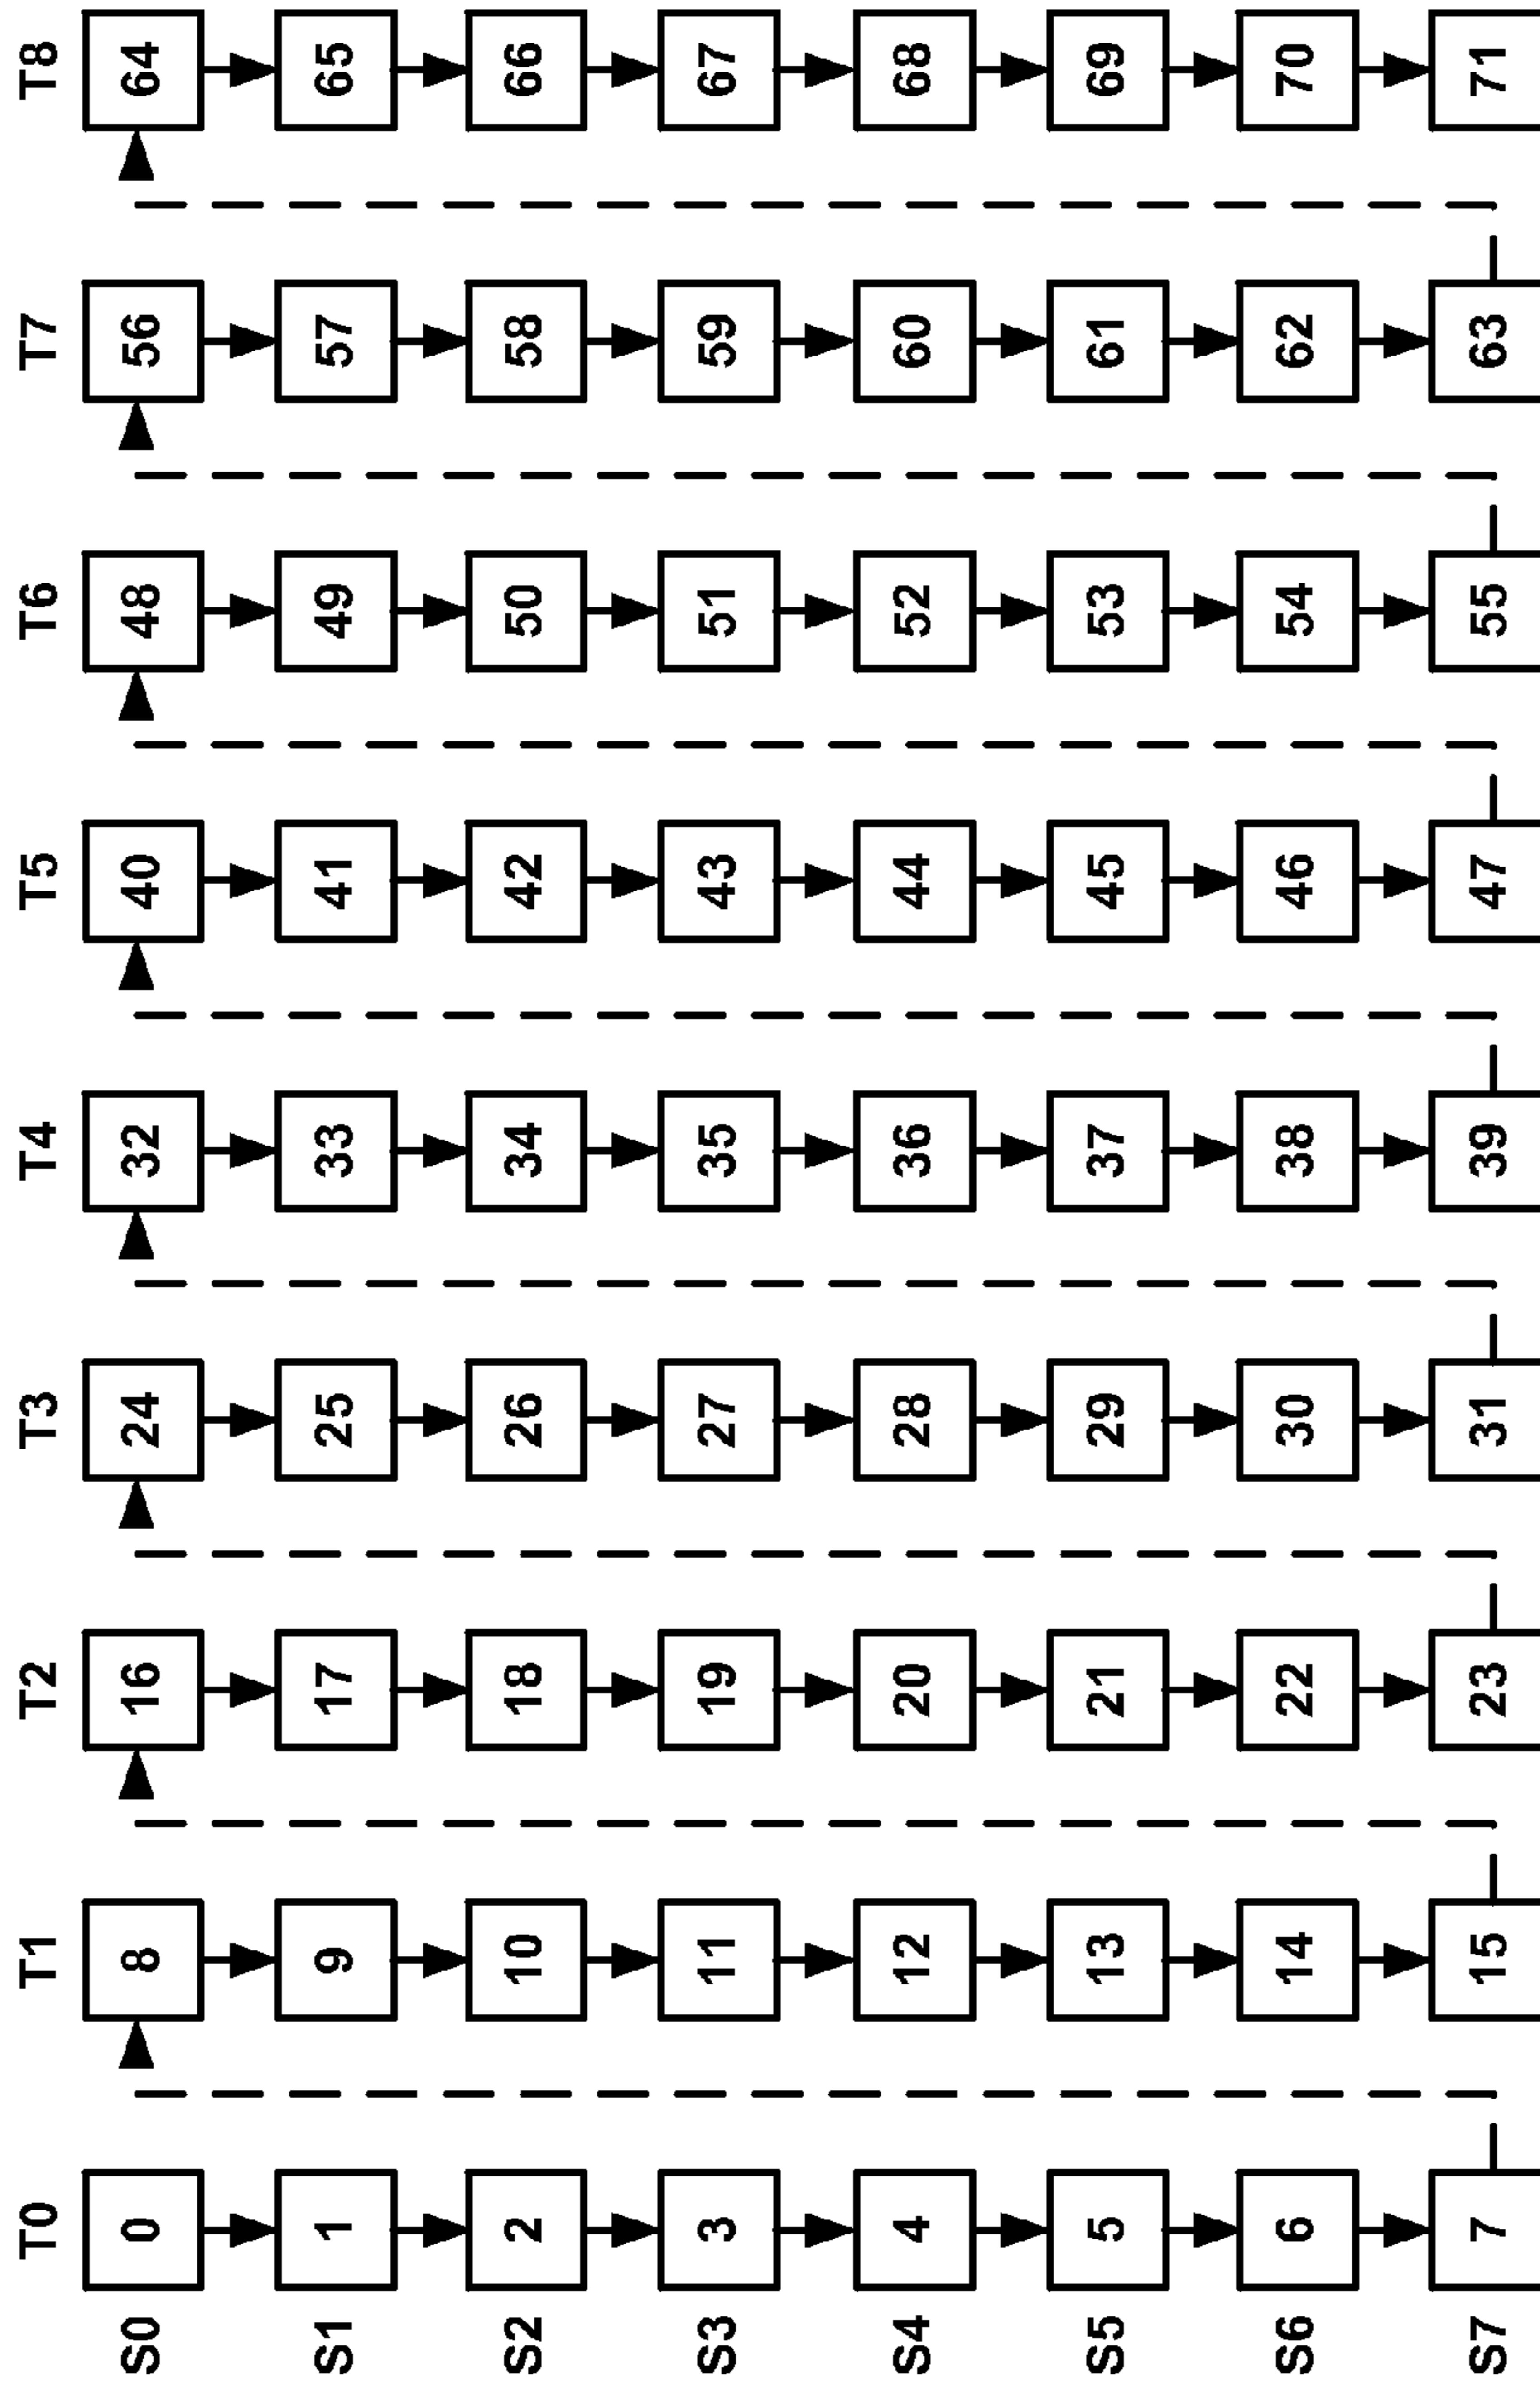 T0 T1 T2 T3 T4 T5 T6 T7 T8
S0 0 8 16 24 32 40 48 56 64
S1 1 9 17 25 33 41 49 57 65
S2 2 10 18 26 34 42 50 58 66
S3 3 11 19 27 35 43 51 59 67
S4 4 12 20 28 36 44 52 60 68
S5 5 13 21 29 37 45 53 61 69
S6 6 14 22 30 38 46 54 62 70
S7 7 15 23 31 39 47 55 63 71